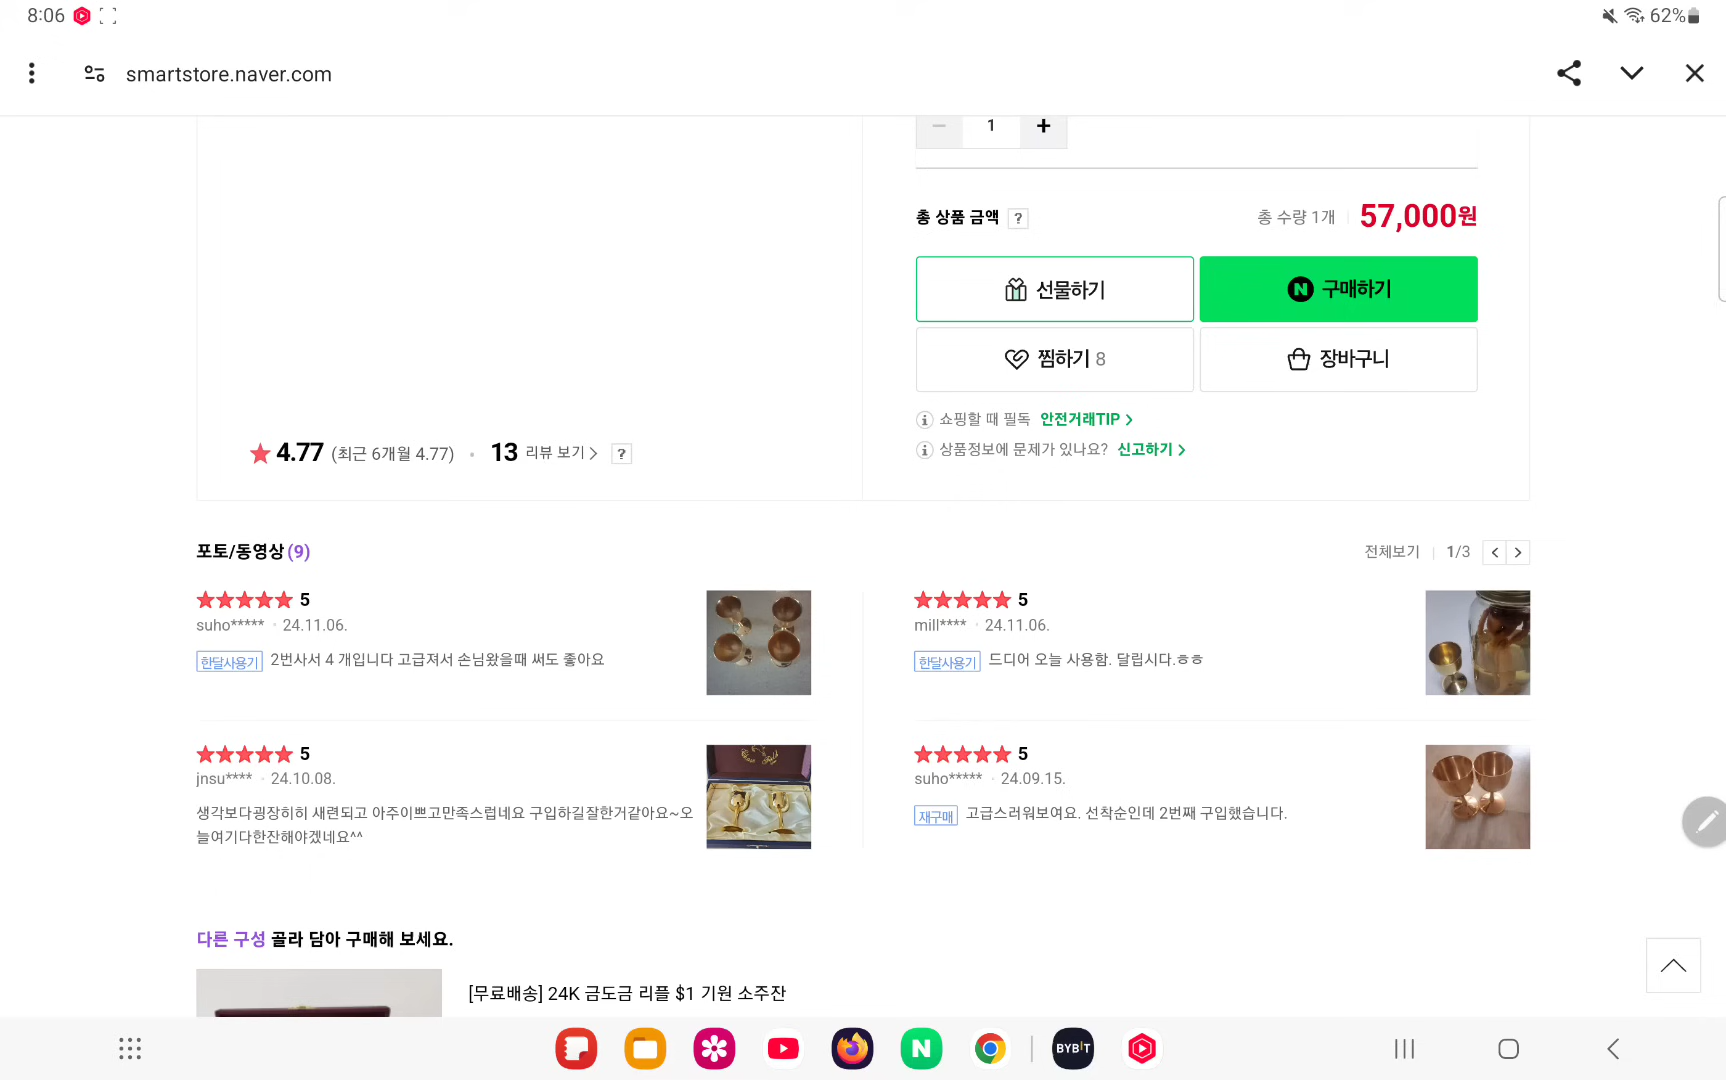 8:06
62%
smartstore.naver.com
1
총 상품 금액 ?
총 수량 1개
57,000원
선물하기
N 구매하기
찜하기 8
장바구니
쇼핑할 때 필독 안전거래TIP
상품정보에 문제가 있나요? 신고하기
4.77 (최근 6개월 4.77) · 13 리뷰 보기 ?
포토/동영상 (9)
전체보기
1/3
5
suho***** · 24.11.06.
한달사용기 2번사서 4 개입니다 고급져서 손님왔을때 써도 좋아요
5
mill**** · 24.11.06.
한달사용기 드디어 오늘 사용함. 달립시다.ㅎㅎ
5
jnsu**** · 24.10.08.
생각보다굉장히히 새련되고 아주이쁘고만족스럽네요 구입하길잘한거같아요~오
늘여기다한잔해야겠네요^^
5
suho***** · 24.09.15.
재구매 고급스러워보여요. 선착순인데 2번째 구입했습니다.
다른 구성 골라 담아 구매해 보세요.
[무료배송] 24K 금도금 리플 $1 기원 소주잔
N
BYBIT